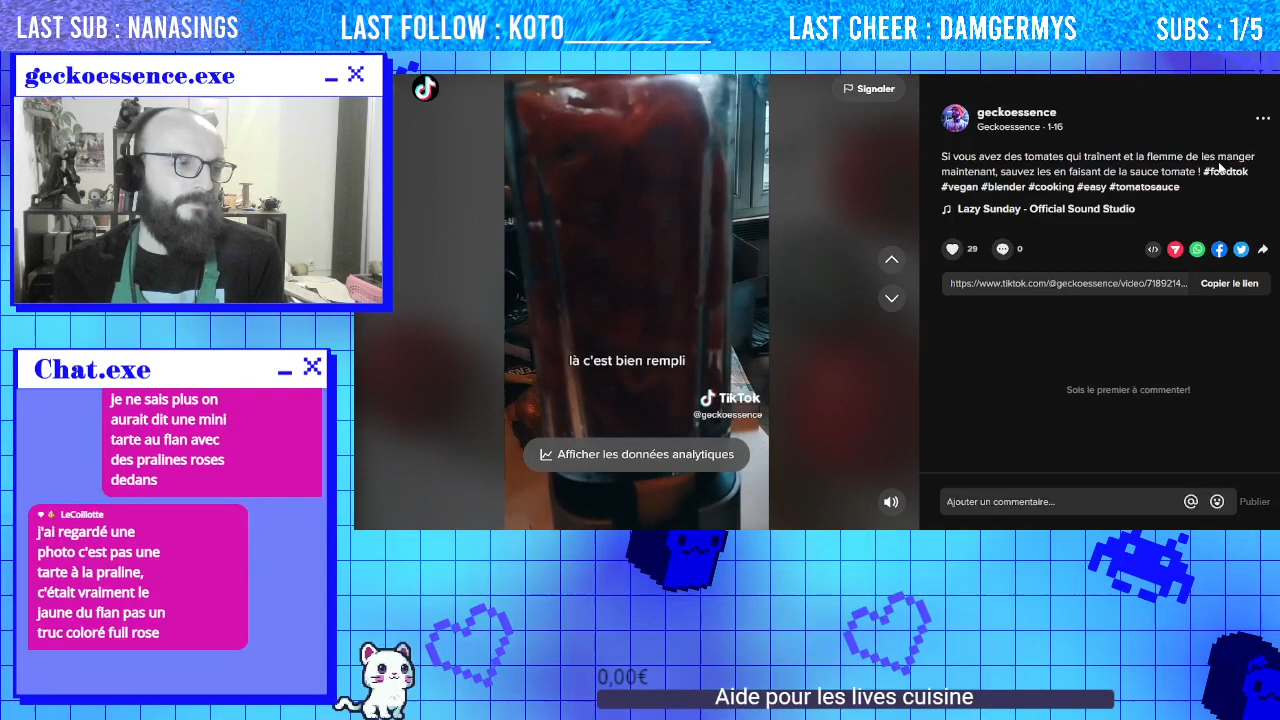 LAST SUB : NANASINGS
LAST FOLLOW : KOTO______________
LAST CHEER : DAMGERMYS
SUBS : 1/5
geckoessence.exe
Signaler
geckoessence
Geckoessence · 1-16
Si vous avez des tomates qui traînent et la flemme de les manger
maintenant, sauvez les en faisant de la sauce tomate ! #foodtok
#vegan #blender #cooking #easy #tomatosauce
Lazy Sunday - Official Sound Studio
29
0
https://www.tiktok.com/@geckoessence/video/7189214...
Copier le lien
là c'est bien rempli
TikTok
@geckoessence
Afficher les données analytiques
Sois le premier à commenter!
Ajouter un commentaire...
Publier
Chat.exe
je ne sais plus on
aurait dit une mini
tarte au flan avec
des pralines roses
dedans
LeCoillotte
j'ai regardé une
photo c'est pas une
tarte à la praline,
c'était vraiment le
jaune du flan pas un
truc coloré full rose
0,00€
Aide pour les lives cuisine